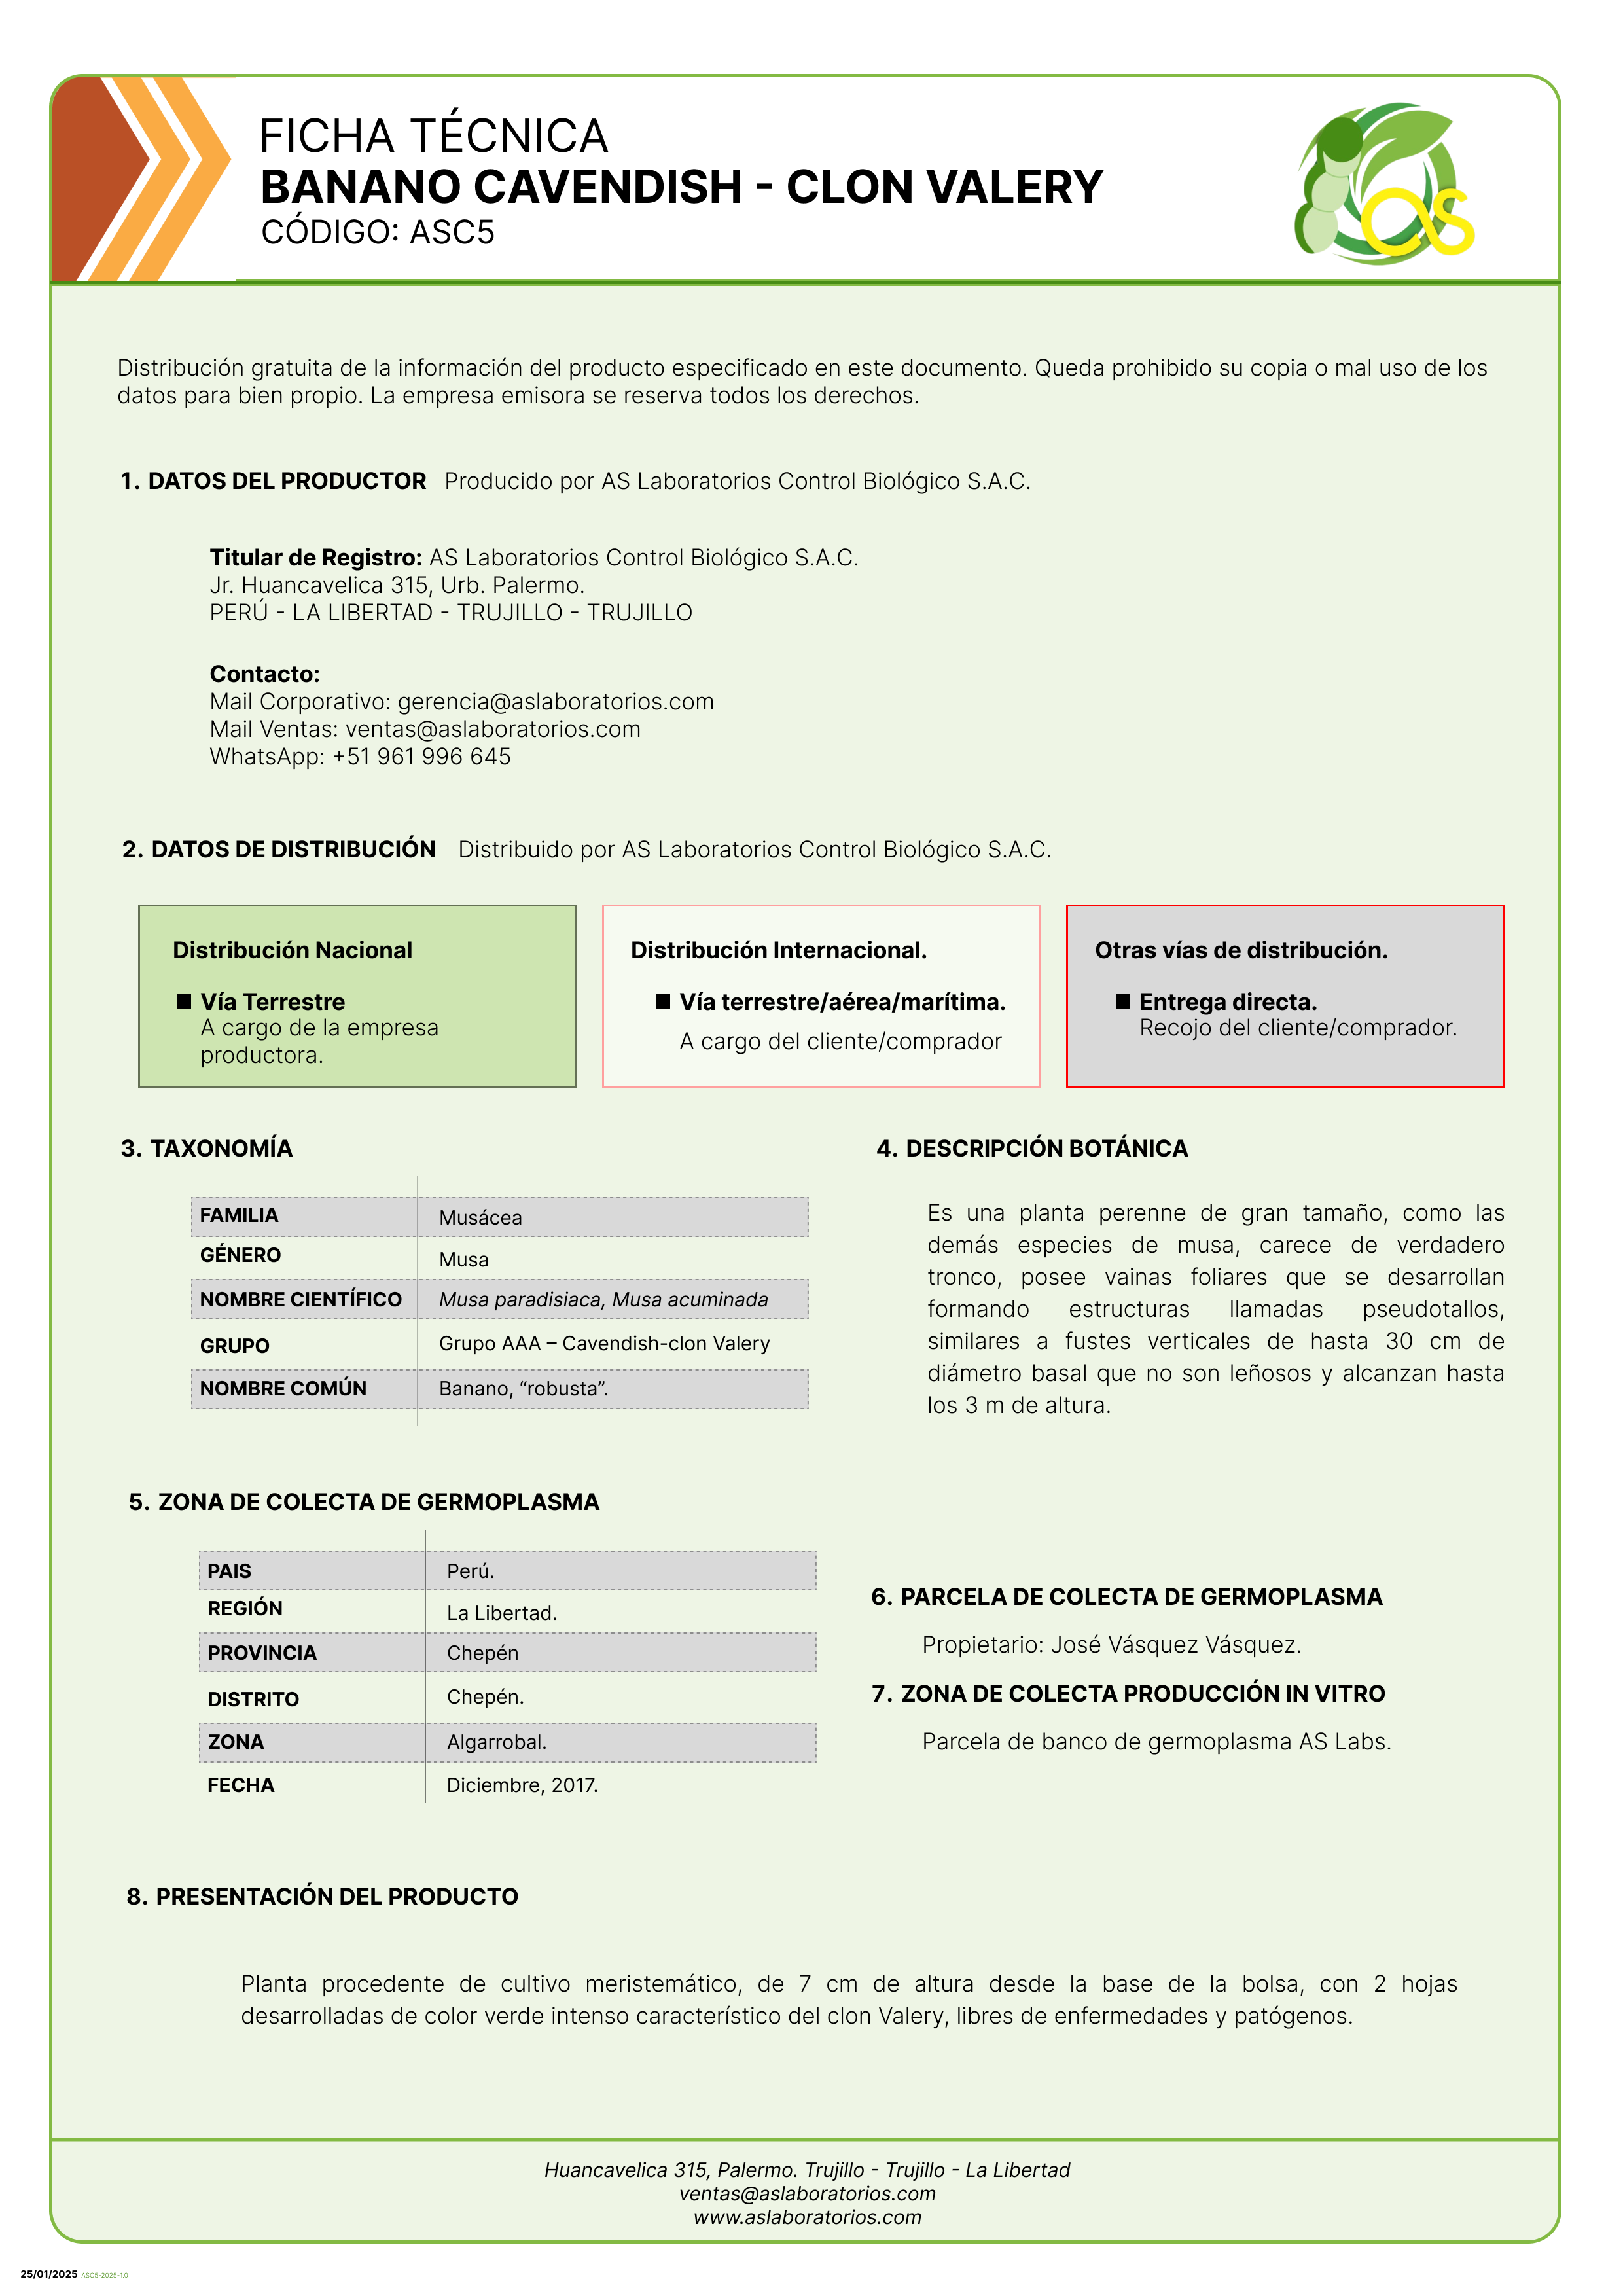 FICHA TÉCNICA
BANANO CAVENDISH - CLON VALERY
CÓDIGO: ASC5
as
Distribución gratuita de la información del producto especificado en este documento. Queda prohibido su copia o mal uso de los
datos para bien propio. La empresa emisora se reserva todos los derechos.
1. DATOS DEL PRODUCTOR Producido por AS Laboratorios Control Biológico S.A.C.
Titular de Registro: AS Laboratorios Control Biológico S.A.C.
Jr. Huancavelica 315, Urb. Palermo.
PERÚ - LA LIBERTAD - TRUJILLO - TRUJILLO
Contacto:
Mail Corporativo: gerencia@aslaboratorios.com
Mail Ventas: ventas@aslaboratorios.com
WhatsApp: +51 961 996 645
2. DATOS DE DISTRIBUCIÓN Distribuido por AS Laboratorios Control Biológico S.A.C.
Distribución Nacional
■ Vía Terrestre
A cargo de la empresa
productora.
Distribución Internacional.
■ Vía terrestre/aérea/marítima.
A cargo del cliente/comprador
Otras vías de distribución.
■ Entrega directa.
Recojo del cliente/comprador.
3. TAXONOMÍA
FAMILIA Musácea
GÉNERO Musa
NOMBRE CIENTÍFICO Musa paradisiaca, Musa acuminada
GRUPO Grupo AAA – Cavendish-clon Valery
NOMBRE COMÚN Banano, “robusta”.
4. DESCRIPCIÓN BOTÁNICA
Es una planta perenne de gran tamaño, como las
demás especies de musa, carece de verdadero
tronco, posee vainas foliares que se desarrollan
formando estructuras llamadas pseudotallos,
similares a fustes verticales de hasta 30 cm de
diámetro basal que no son leñosos y alcanzan hasta
los 3 m de altura.
5. ZONA DE COLECTA DE GERMOPLASMA
PAIS Perú.
REGIÓN La Libertad.
PROVINCIA Chepén
DISTRITO Chepén.
ZONA Algarrobal.
FECHA Diciembre, 2017.
6. PARCELA DE COLECTA DE GERMOPLASMA
Propietario: José Vásquez Vásquez.
7. ZONA DE COLECTA PRODUCCIÓN IN VITRO
Parcela de banco de germoplasma AS Labs.
8. PRESENTACIÓN DEL PRODUCTO
Planta procedente de cultivo meristemático, de 7 cm de altura desde la base de la bolsa, con 2 hojas
desarrolladas de color verde intenso característico del clon Valery, libres de enfermedades y patógenos.
Huancavelica 315, Palermo. Trujillo - Trujillo - La Libertad
ventas@aslaboratorios.com
www.aslaboratorios.com
25/01/2025 ASC5-2025-1.0